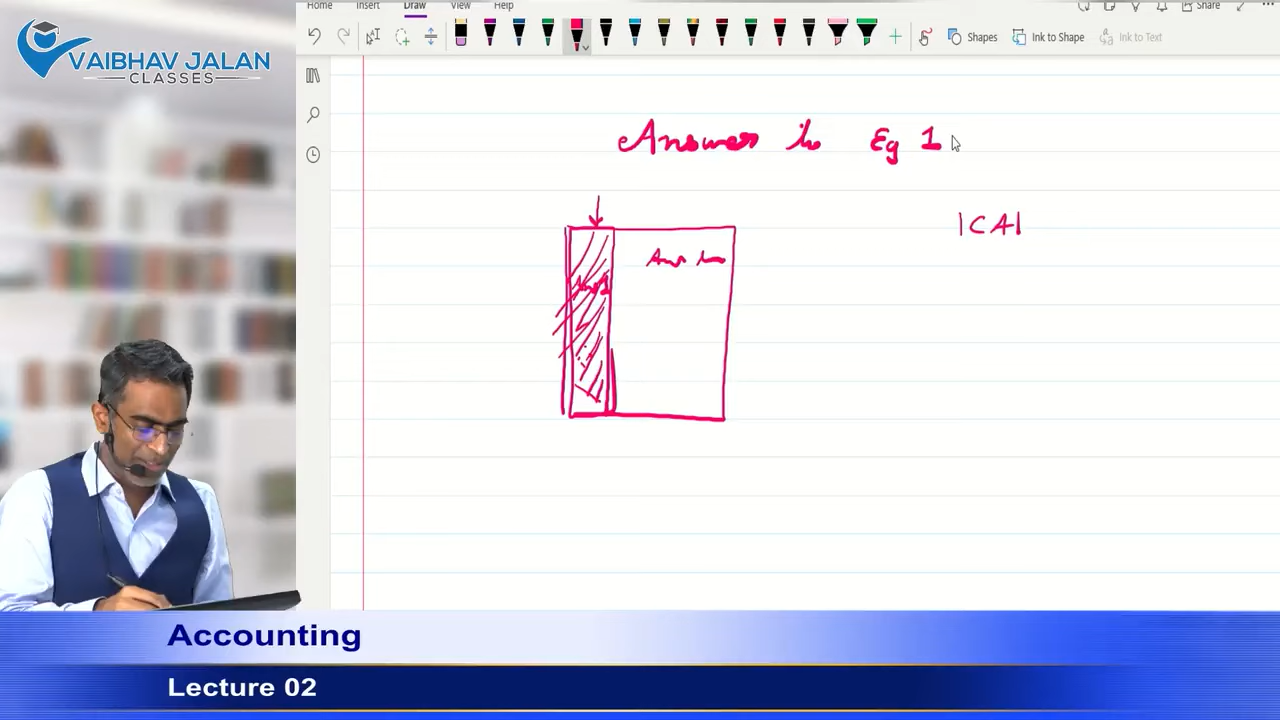 Home Insert Draw View Help Share
VAIBHAV JALAN
CLASSES
Shapes Ink to Shape Ink to Text
Answer to Eg 1
ICAI
Ans to
Accounting
Lecture 02